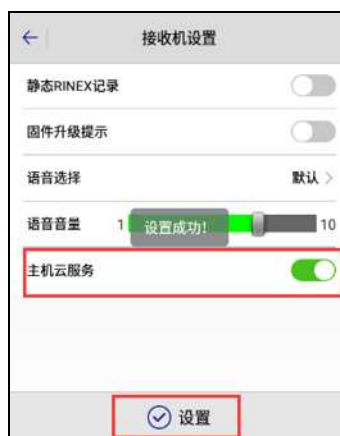 接收机设置
静态RINEX记录
固件升级提示
语音选择 默认 >
语音音量 1 设置成功! 10
主机云服务
设置